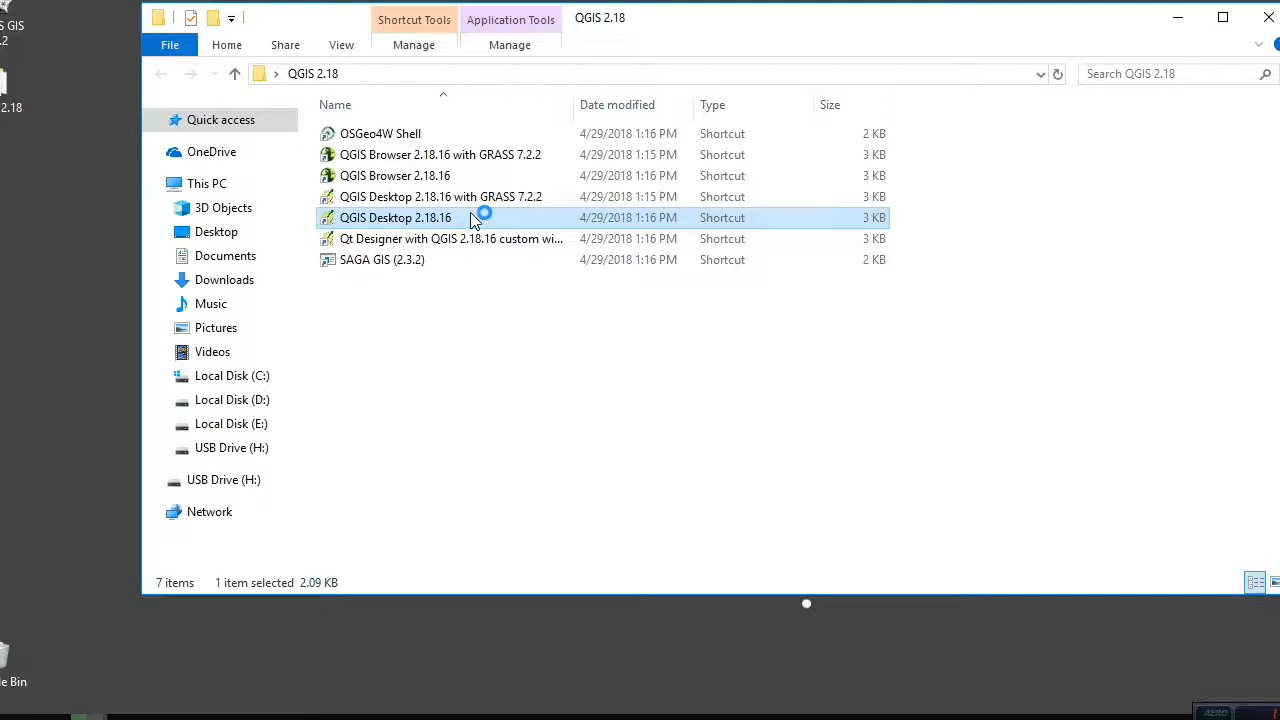 S GIS
.2
2.18
le Bin
Shortcut Tools
Application Tools
QGIS 2.18
File
Home
Share
View
Manage
Manage
QGIS 2.18
Search QGIS 2.18
Name
Date modified
Type
Size
OSGeo4W Shell 4/29/2018 1:16 PM Shortcut 2 KB
QGIS Browser 2.18.16 with GRASS 7.2.2 4/29/2018 1:15 PM Shortcut 3 KB
QGIS Browser 2.18.16 4/29/2018 1:16 PM Shortcut 3 KB
QGIS Desktop 2.18.16 with GRASS 7.2.2 4/29/2018 1:15 PM Shortcut 3 KB
QGIS Desktop 2.18.16 4/29/2018 1:16 PM Shortcut 3 KB
Qt Designer with QGIS 2.18.16 custom wi... 4/29/2018 1:16 PM Shortcut 3 KB
SAGA GIS (2.3.2) 4/29/2018 1:16 PM Shortcut 2 KB
Quick access
OneDrive
This PC
3D Objects
Desktop
Documents
Downloads
Music
Pictures
Videos
Local Disk (C:)
Local Disk (D:)
Local Disk (E:)
USB Drive (H:)
USB Drive (H:)
Network
7 items
1 item selected 2.09 KB
AERO